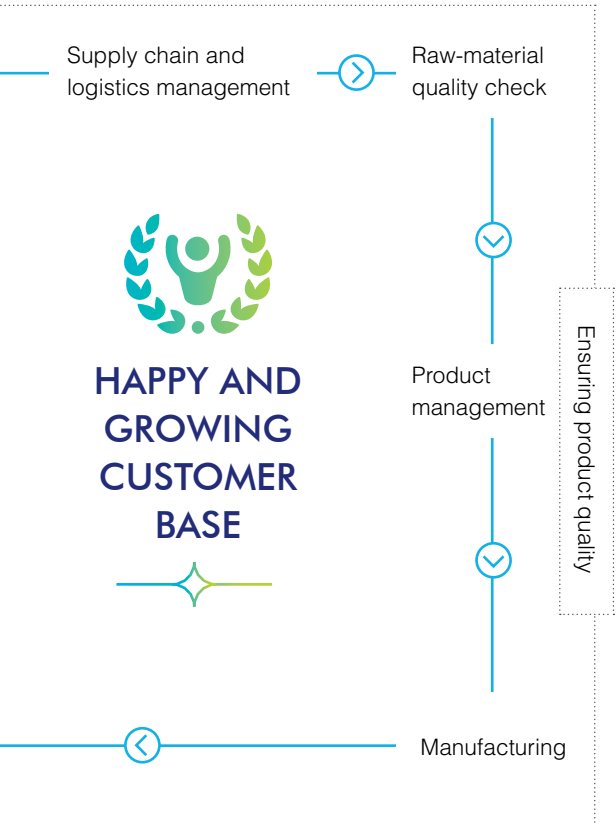 Supply chain and
logistics management
Raw-material
quality check
HAPPY AND
GROWING
CUSTOMER
BASE
Product
management
Ensuring product quality
Manufacturing